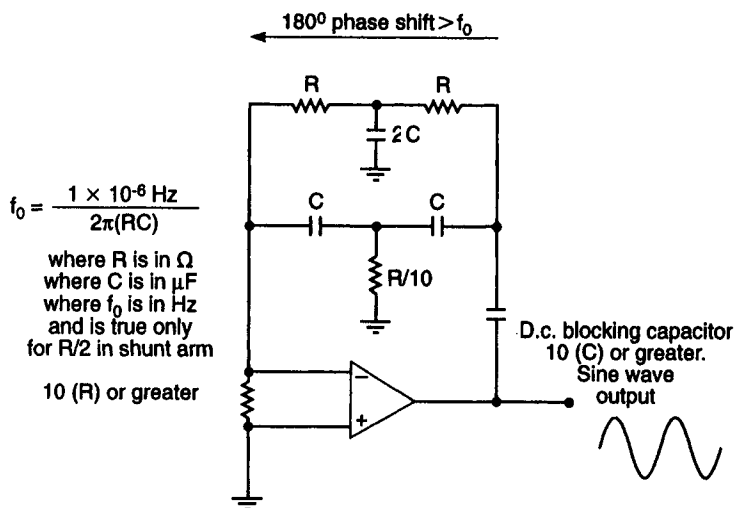 180⁰ phase shift>f₀
R
R
2C
C
C
f₀ = 1 × 10⁻⁶ Hz
2π(RC)
where R is in Ω
where C is in μF
where f₀ is in Hz
and is true only
for R/2 in shunt arm
R/10
10 (R) or greater
−
+
D.c. blocking capacitor
10 (C) or greater.
Sine wave
output